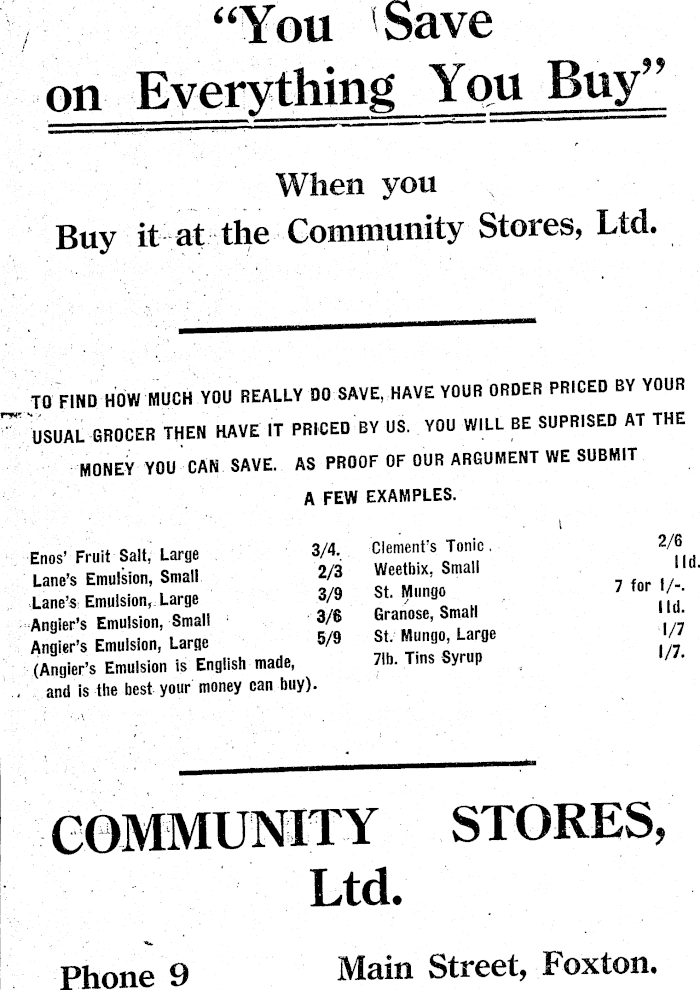 “You Save
on Everything You Buy”
When you
Buy it at the Community Stores, Ltd.
TO FIND HOW MUCH YOU REALLY DO SAVE, HAVE YOUR ORDER PRICED BY YOUR
USUAL GROCER THEN HAVE IT PRICED BY US. YOU WILL BE SUPRISED AT THE
MONEY YOU CAN SAVE. AS PROOF OF OUR ARGUMENT WE SUBMIT
A FEW EXAMPLES.
Enos' Fruit Salt, Large 3/4.
Lane's Emulsion, Small 2/3
Lane's Emulsion, Large 3/9
Angier's Emulsion, Small 3/6
Angier's Emulsion, Large 5/9
(Angier's Emulsion is English made,
and is the best your money can buy).
Clement's Tonic. 2/6
Weetbix, Small 11d.
St. Mungo 7 for 1/-.
Granose, Small 11d.
St. Mungo, Large 1/7
7lb. Tins Syrup 1/7.
COMMUNITY STORES,
Ltd.
Phone 9 Main Street, Foxton.